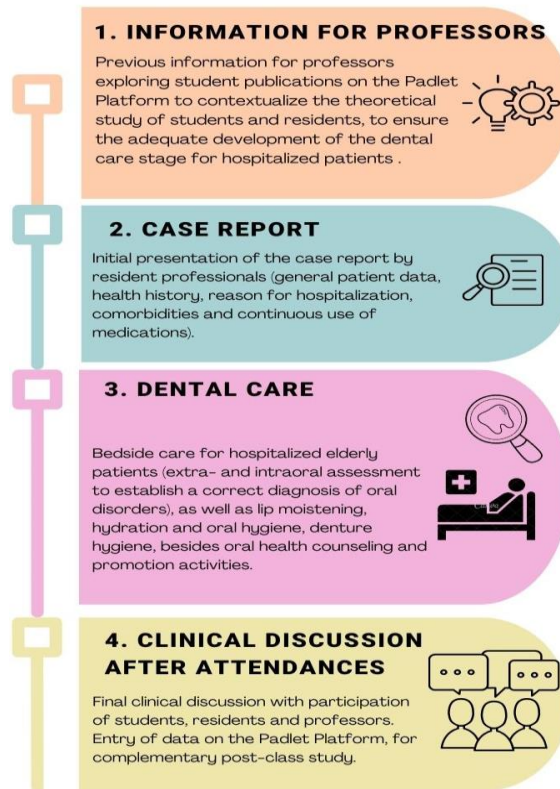 1. INFORMATION FOR PROFESSORS
Previous information for professors
exploring student publications on the Padlet
Platform to contextualize the theoretical
study of students and residents, to ensure
the adequate development of the dental
care stage for hospitalized patients .
2. CASE REPORT
Initial presentation of the case report by
resident professionals (general patient data,
health history, reason for hospitalization,
comorbidities and continuous use of
medications).
3. DENTAL CARE
Bedside care for hospitalized elderly
patients (extra- and intraoral assessment
to establish a correct diagnosis of oral
disorders), as well as lip moistening,
hydration and oral hygiene, denture
hygiene, besides oral health counseling and
promotion activities.
4. CLINICAL DISCUSSION
AFTER ATTENDANCES
Final clinical discussion with participation
of students, residents and professors.
Entry of data on the Padlet Platform, for
complementary post-class study.